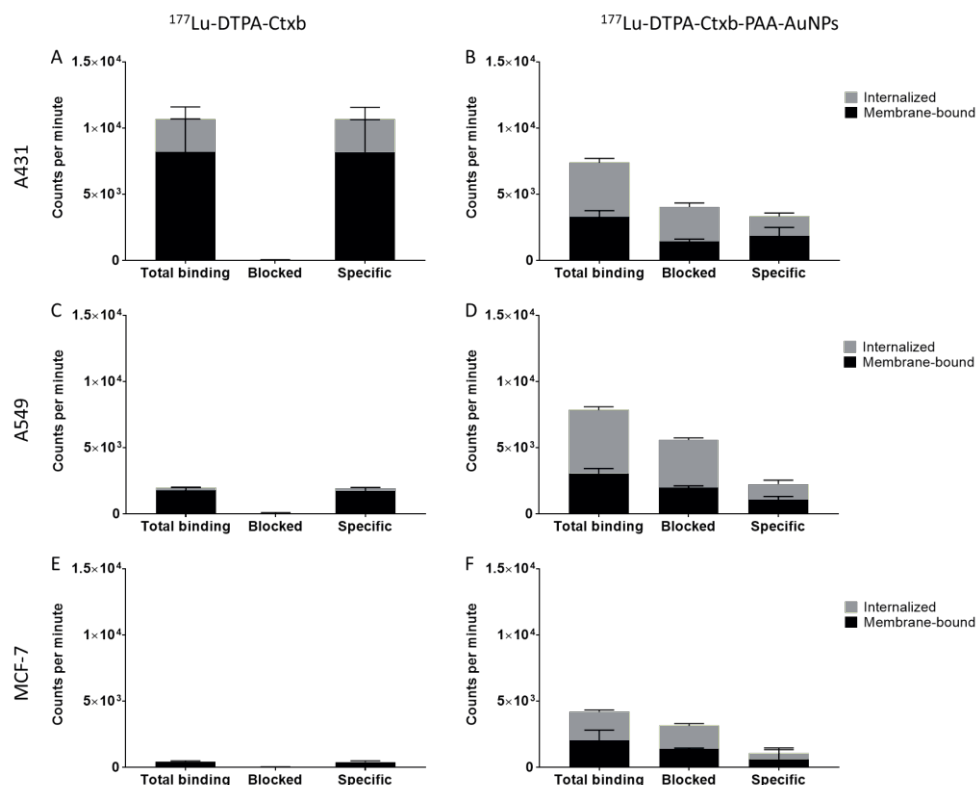 ¹⁷⁷Lu-DTPA-Ctxb
¹⁷⁷Lu-DTPA-Ctxb-PAA-AuNPs
A431
A
Counts per minute
1.5×10⁴
1×10⁴
5×10³
0
Total binding Blocked Specific
B
Counts per minute
1.5×10⁴
1×10⁴
5×10³
0
Total binding Blocked Specific
Internalized
Membrane-bound
A549
C
Counts per minute
1.5×10⁴
1×10⁴
5×10³
0
Total binding Blocked Specific
D
Counts per minute
1.5×10⁴
1×10⁴
5×10³
0
Total binding Blocked Specific
Internalized
Membrane-bound
MCF-7
E
Counts per minute
1.5×10⁴
1×10⁴
5×10³
0
Total binding Blocked Specific
F
Counts per minute
1.5×10⁴
1×10⁴
5×10³
0
Total binding Blocked Specific
Internalized
Membrane-bound